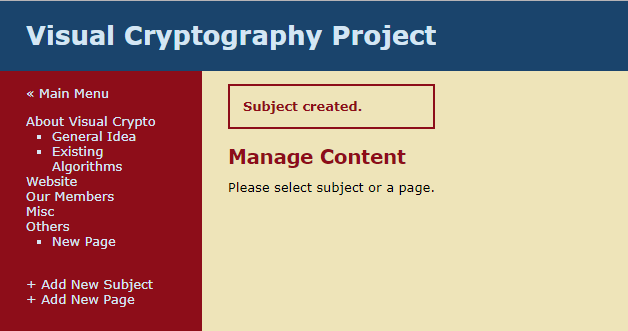 Visual Cryptography Project
« Main Menu
About Visual Crypto
General Idea
Existing
Algorithms
Website
Our Members
Misc
Others
New Page
+ Add New Subject
+ Add New Page
Subject created.
Manage Content
Please select subject or a page.